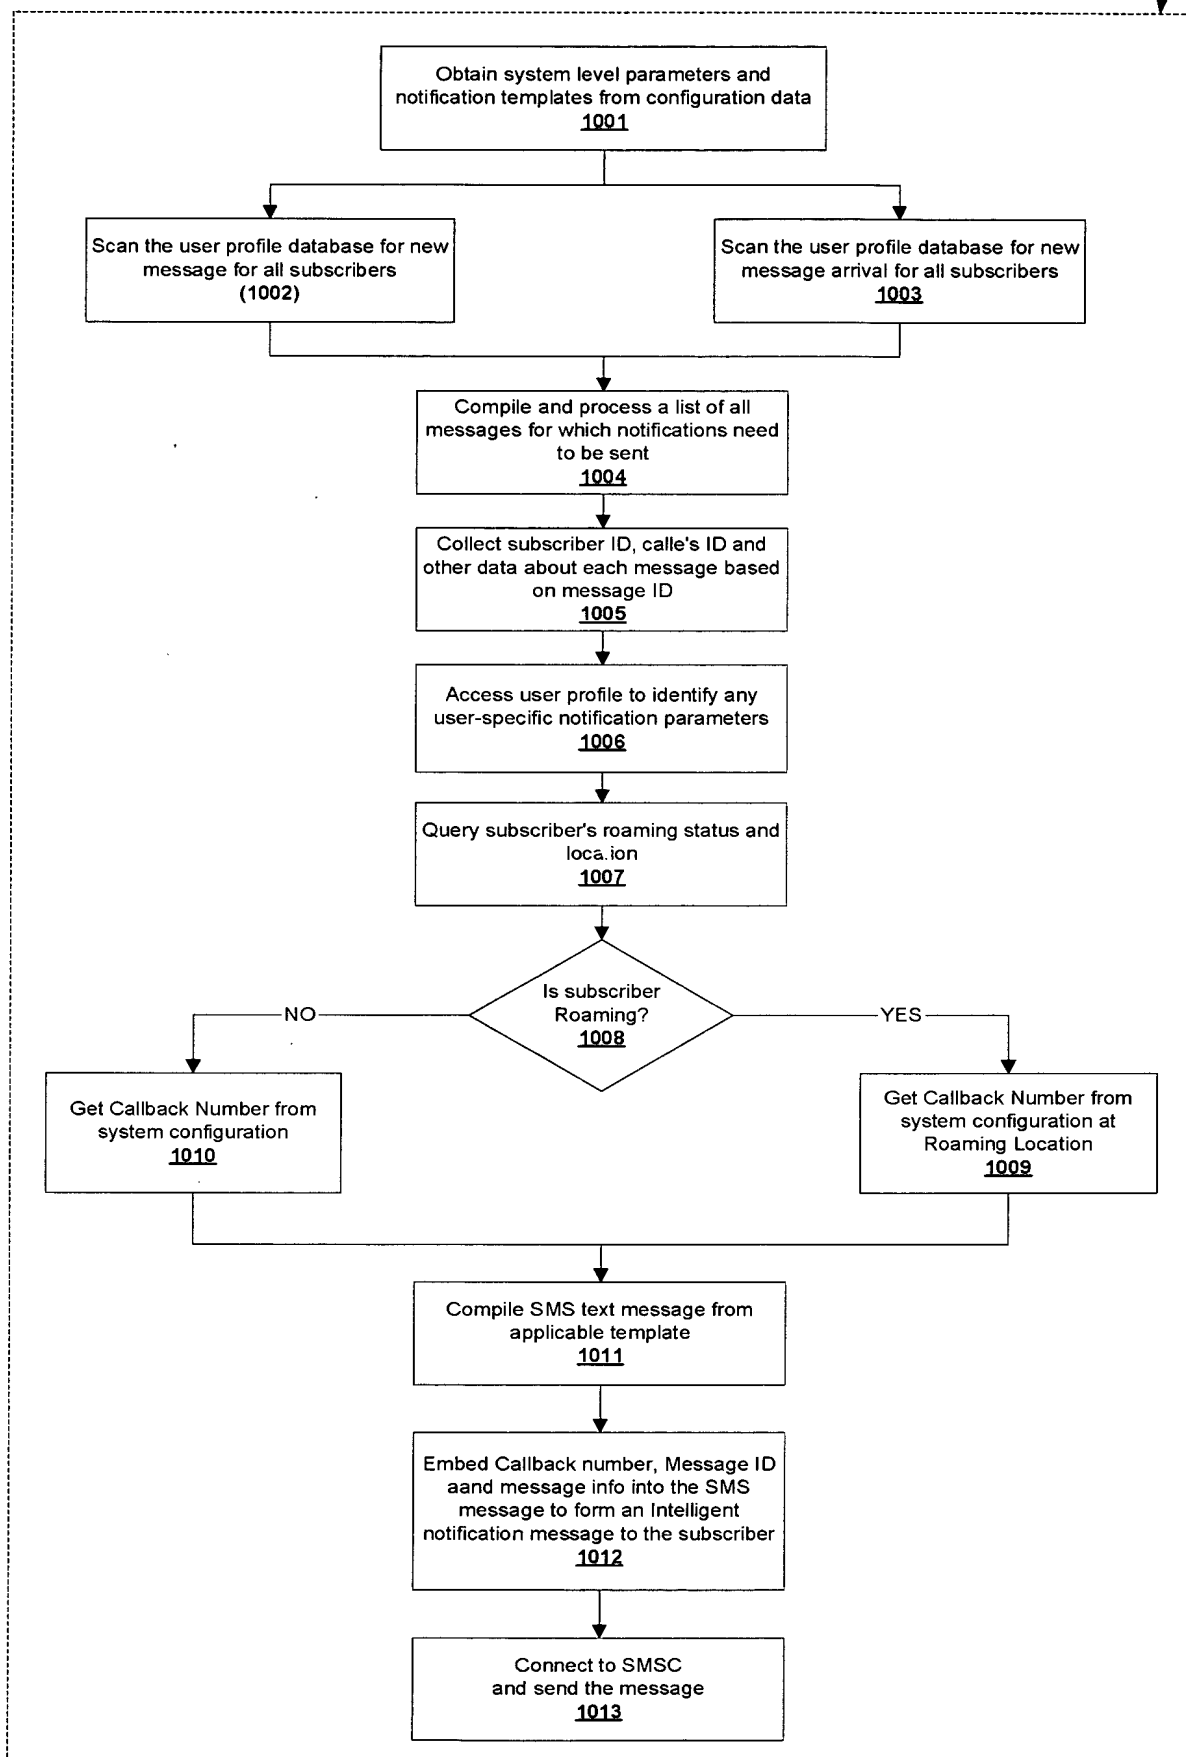 Obtain system level parameters and
notification templates from configuration data
1001
Scan the user profile database for new
message for all subscribers
(1002)
Scan the user profile database for new
message arrival for all subscribers
1003
Compile and process a list of all
messages for which notifications need
to be sent
1004
Collect subscriber ID, calle's ID and
other data about each message based
on message ID
1005
Access user profile to identify any
user-specific notification parameters
1006
Query subscriber's roaming status and
loca.ion
1007
Is subscriber
Roaming?
1008
NO
YES
Get Callback Number from
system configuration
1010
Get Callback Number from
system configuration at
Roaming Location
1009
Compile SMS text message from
applicable template
1011
Embed Callback number, Message ID
aand message info into the SMS
message to form an Intelligent
notification message to the subscriber
1012
Connect to SMSC
and send the message
1013